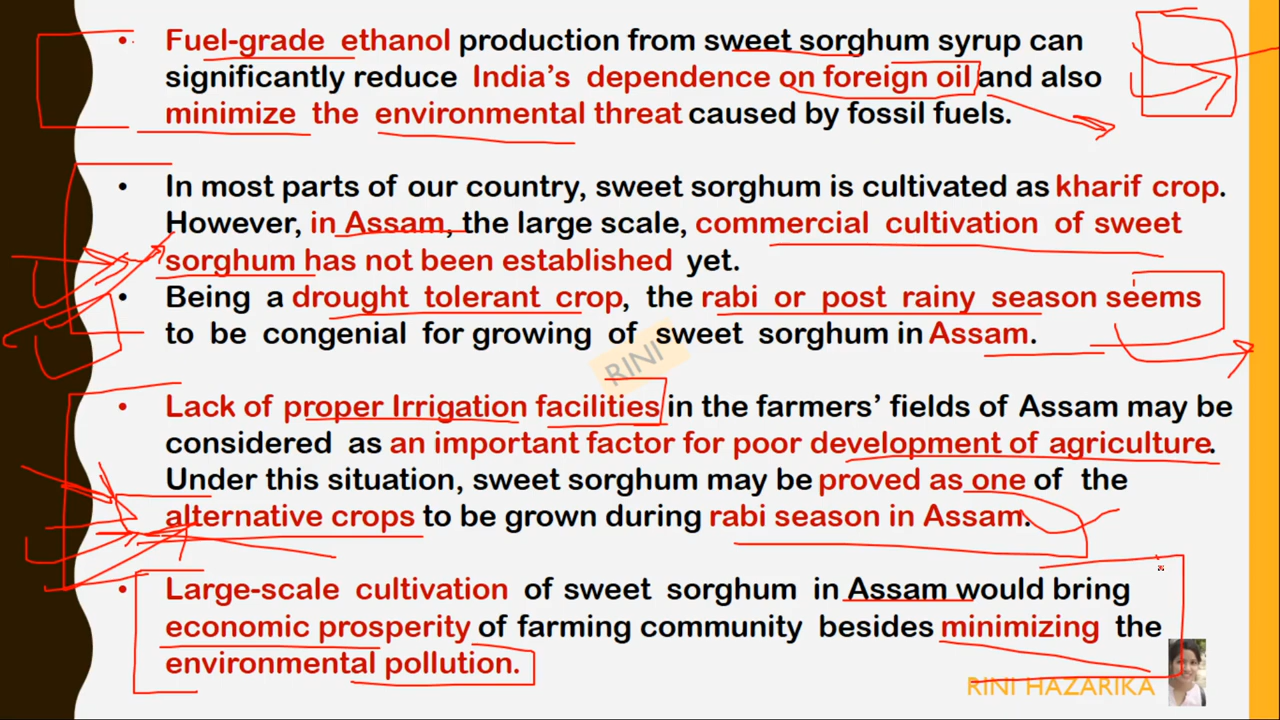 • Fuel-grade ethanol production from sweet sorghum syrup can
significantly reduce India's dependence on foreign oil and also
minimize the environmental threat caused by fossil fuels.
• In most parts of our country, sweet sorghum is cultivated as kharif crop.
However, in Assam, the large scale, commercial cultivation of sweet
sorghum has not been established yet.
• Being a drought tolerant crop, the rabi or post rainy season seems
to be congenial for growing of sweet sorghum in Assam.
RINI
• Lack of proper Irrigation facilities in the farmers' fields of Assam may be
considered as an important factor for poor development of agriculture.
Under this situation, sweet sorghum may be proved as one of the
alternative crops to be grown during rabi season in Assam.
• Large-scale cultivation of sweet sorghum in Assam would bring
economic prosperity of farming community besides minimizing the
environmental pollution.
RINI HAZARIKA